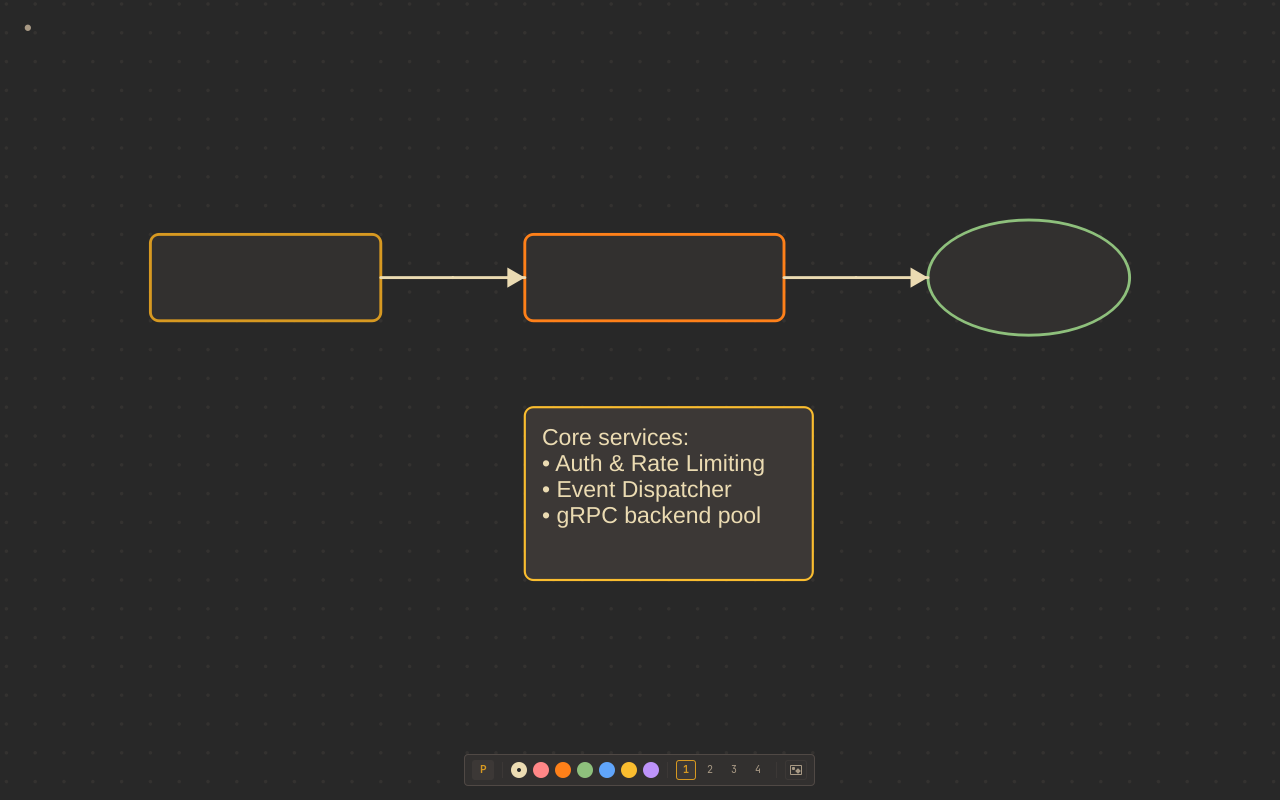 Core services:
• Auth & Rate Limiting
• Event Dispatcher
• gRPC backend pool
P 1 2 3 4